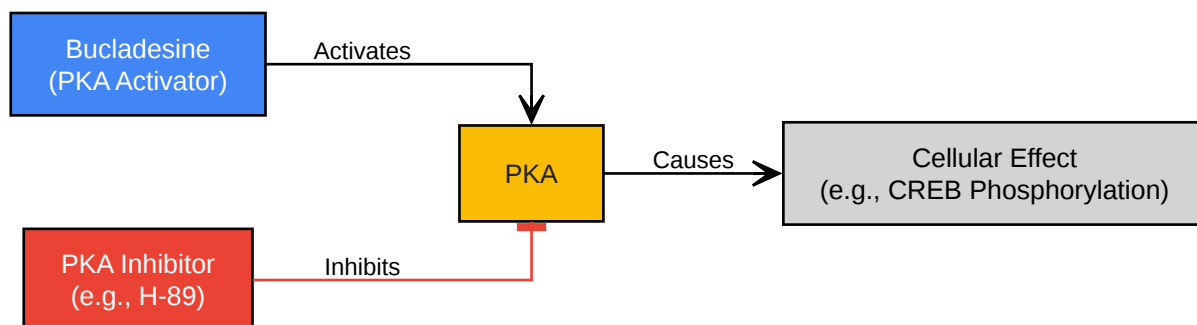 Bucladesine
(PKA Activator)
Activates
PKA
Causes
Cellular Effect
(e.g., CREB Phosphorylation)
PKA Inhibitor
(e.g., H-89)
Inhibits